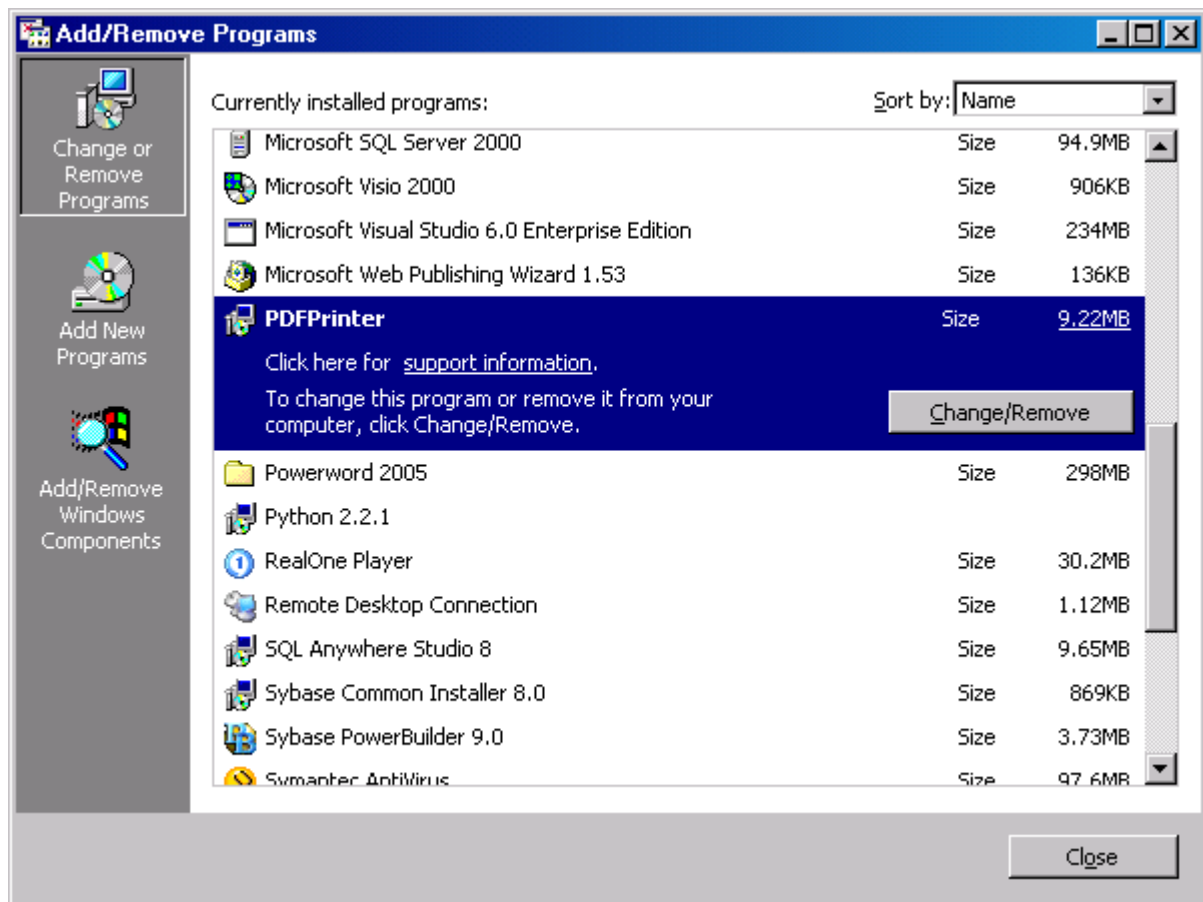 Add/Remove Programs
Change or
Remove
Programs
Add New
Programs
Add/Remove
Windows
Components
Currently installed programs: Sort by: Name
Microsoft SQL Server 2000 Size 94.9MB
Microsoft Visio 2000 Size 906KB
Microsoft Visual Studio 6.0 Enterprise Edition Size 234MB
Microsoft Web Publishing Wizard 1.53 Size 136KB
PDFPrinter Size 9.22MB
Click here for support information.
To change this program or remove it from your
computer, click Change/Remove.
Change/Remove
Powerword 2005 Size 298MB
Python 2.2.1
RealOne Player Size 30.2MB
Remote Desktop Connection Size 1.12MB
SQL Anywhere Studio 8 Size 9.65MB
Sybase Common Installer 8.0 Size 869KB
Sybase PowerBuilder 9.0 Size 3.73MB
Symantec AntiVirus Size 97.6MB
Close